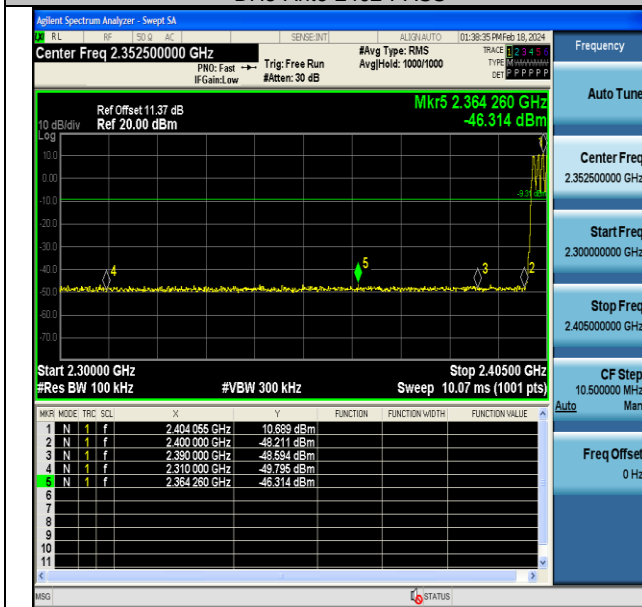 Agilent Spectrum Analyzer - Swept SA
RL RF 50 Ω AC SENSE:INT ALIGN AUTO 01:38:35 PM Feb 18, 2024
Center Freq 2.352500000 GHz
PNO: Fast
IFGain:Low
Trig: Free Run
#Atten: 30 dB
#Avg Type: RMS
Avg|Hold: 1000/1000
TRACE 1 2 3 4 5 6
TYPE M
DET P P P P P P
Frequency
Auto Tune
Ref Offset 11.37 dB
10 dB/div Ref 20.00 dBm
Log
Mkr5 2.364 260 GHz
-46.314 dBm
10.0
0.00
-10.0
-20.0
-30.0
-40.0
-50.0
-60.0
-70.0
4
5
3
2
Center Freq
2.352500000 GHz
Start Freq
2.300000000 GHz
Stop Freq
2.405000000 GHz
CF Step
10.500000 MHz
Auto Man
Freq Offset
0 Hz
Start 2.30000 GHz Stop 2.40500 GHz
#Res BW 100 kHz #VBW 300 kHz Sweep 10.07 ms (1001 pts)
MKR MODE TRC SCL X Y FUNCTION FUNCTION WIDTH FUNCTION VALUE
1 N 1 f 2.404 055 GHz 10.689 dBm
2 N 1 f 2.400 000 GHz -48.211 dBm
3 N 1 f 2.390 000 GHz -48.594 dBm
4 N 1 f 2.310 000 GHz -49.795 dBm
5 N 1 f 2.364 260 GHz -46.314 dBm
6
7
8
9
10
11
MSG STATUS